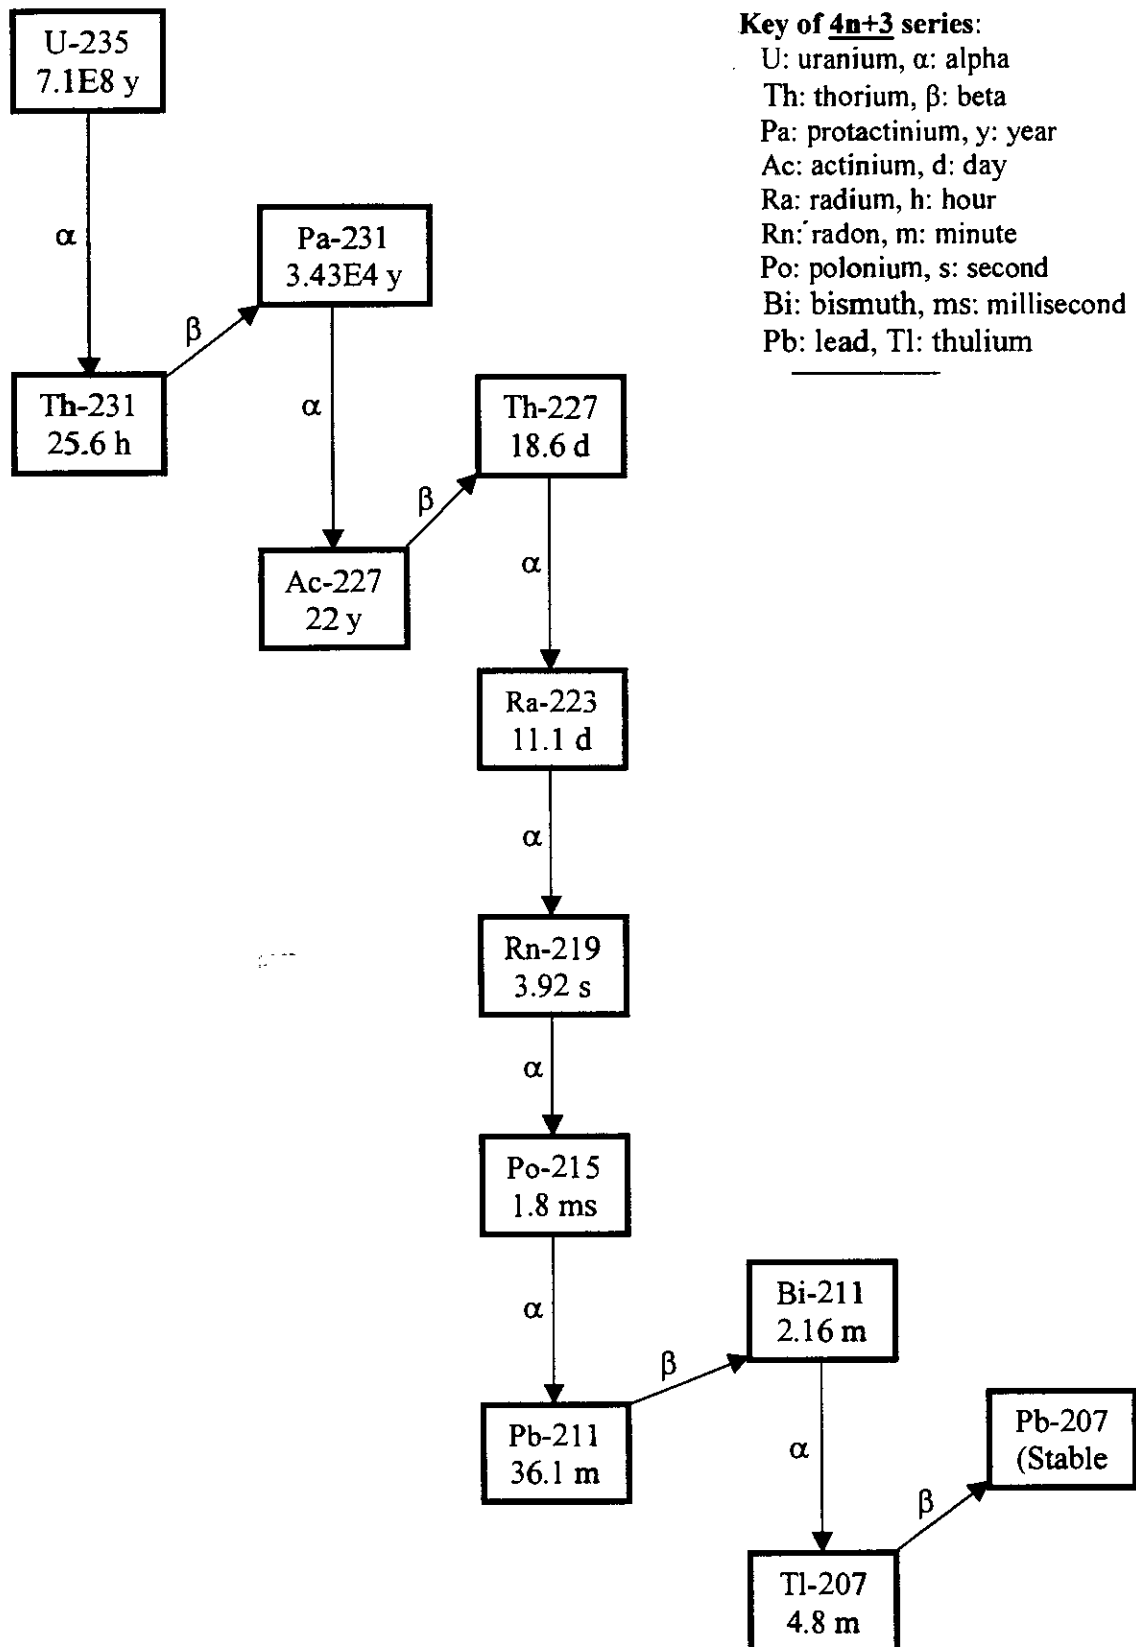 Key of 4n+3 series:
U: uranium, α: alpha
Th: thorium, β: beta
Pa: protactinium, y: year
Ac: actinium, d: day
Ra: radium, h: hour
Rn: radon, m: minute
Po: polonium, s: second
Bi: bismuth, ms: millisecond
Pb: lead, Tl: thulium
U-235
7.1E8 y
α
Th-231
25.6 h
β
Pa-231
3.43E4 y
α
Ac-227
22 y
β
Th-227
18.6 d
α
Ra-223
11.1 d
α
Rn-219
3.92 s
α
Po-215
1.8 ms
α
Pb-211
36.1 m
β
Bi-211
2.16 m
α
Tl-207
4.8 m
β
Pb-207
(Stable